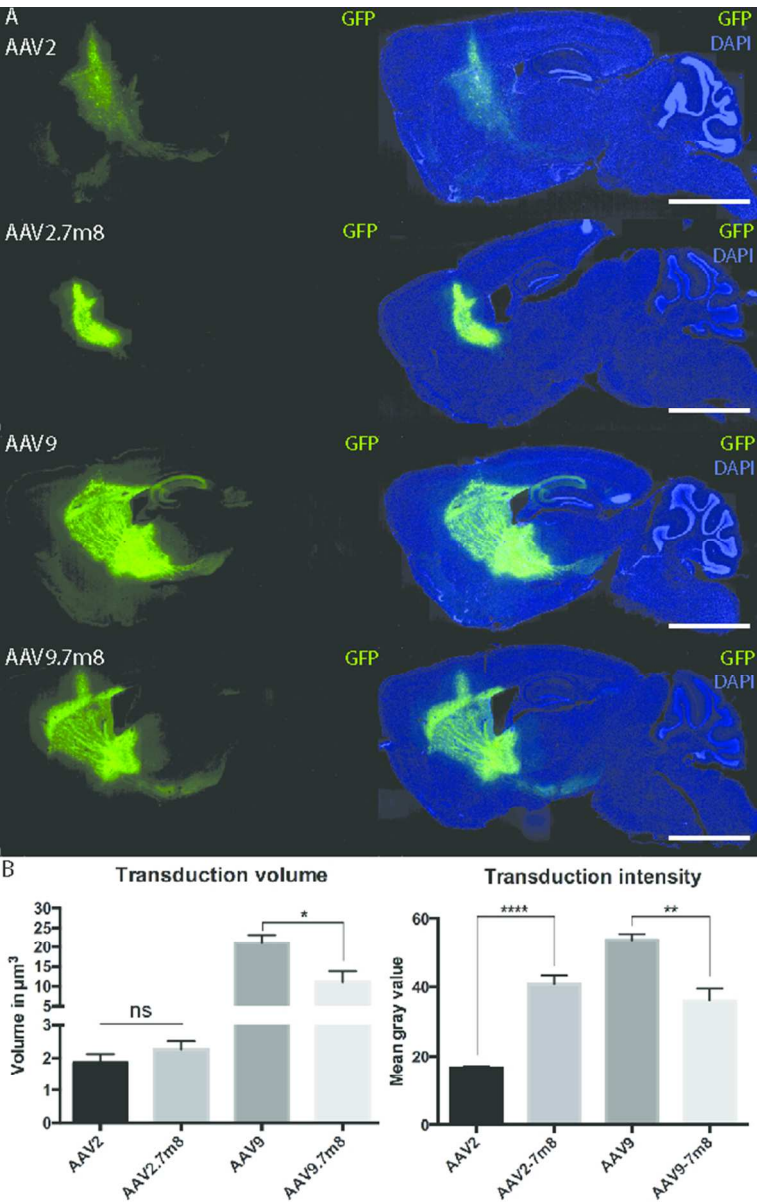 A
AAV2
GFP
GFP
DAPI
AAV2.7m8
GFP
GFP
DAPI
AAV9
GFP
GFP
DAPI
AAV9.7m8
GFP
GFP
DAPI
B
Transduction volume
Volume in µm³
30
25
20
15
10
5
3
2
1
0
ns
*
AAV2
AAV2.7m8
AAV9
AAV9.7m8
Transduction intensity
Mean gray value
60
40
20
0
****
**
AAV2
AAV2-7m8
AAV9
AAV9-7m8